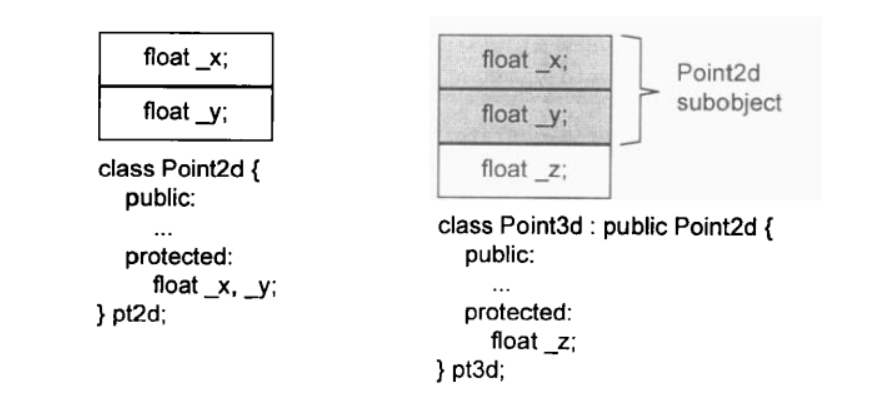 float _x;
float _y;
class Point2d {
public:
...
protected:
float _x, _y;
} pt2d;
float _x;
float _y;
float _z;
Point2d
subobject
class Point3d : public Point2d {
public:
...
protected:
float _z;
} pt3d;